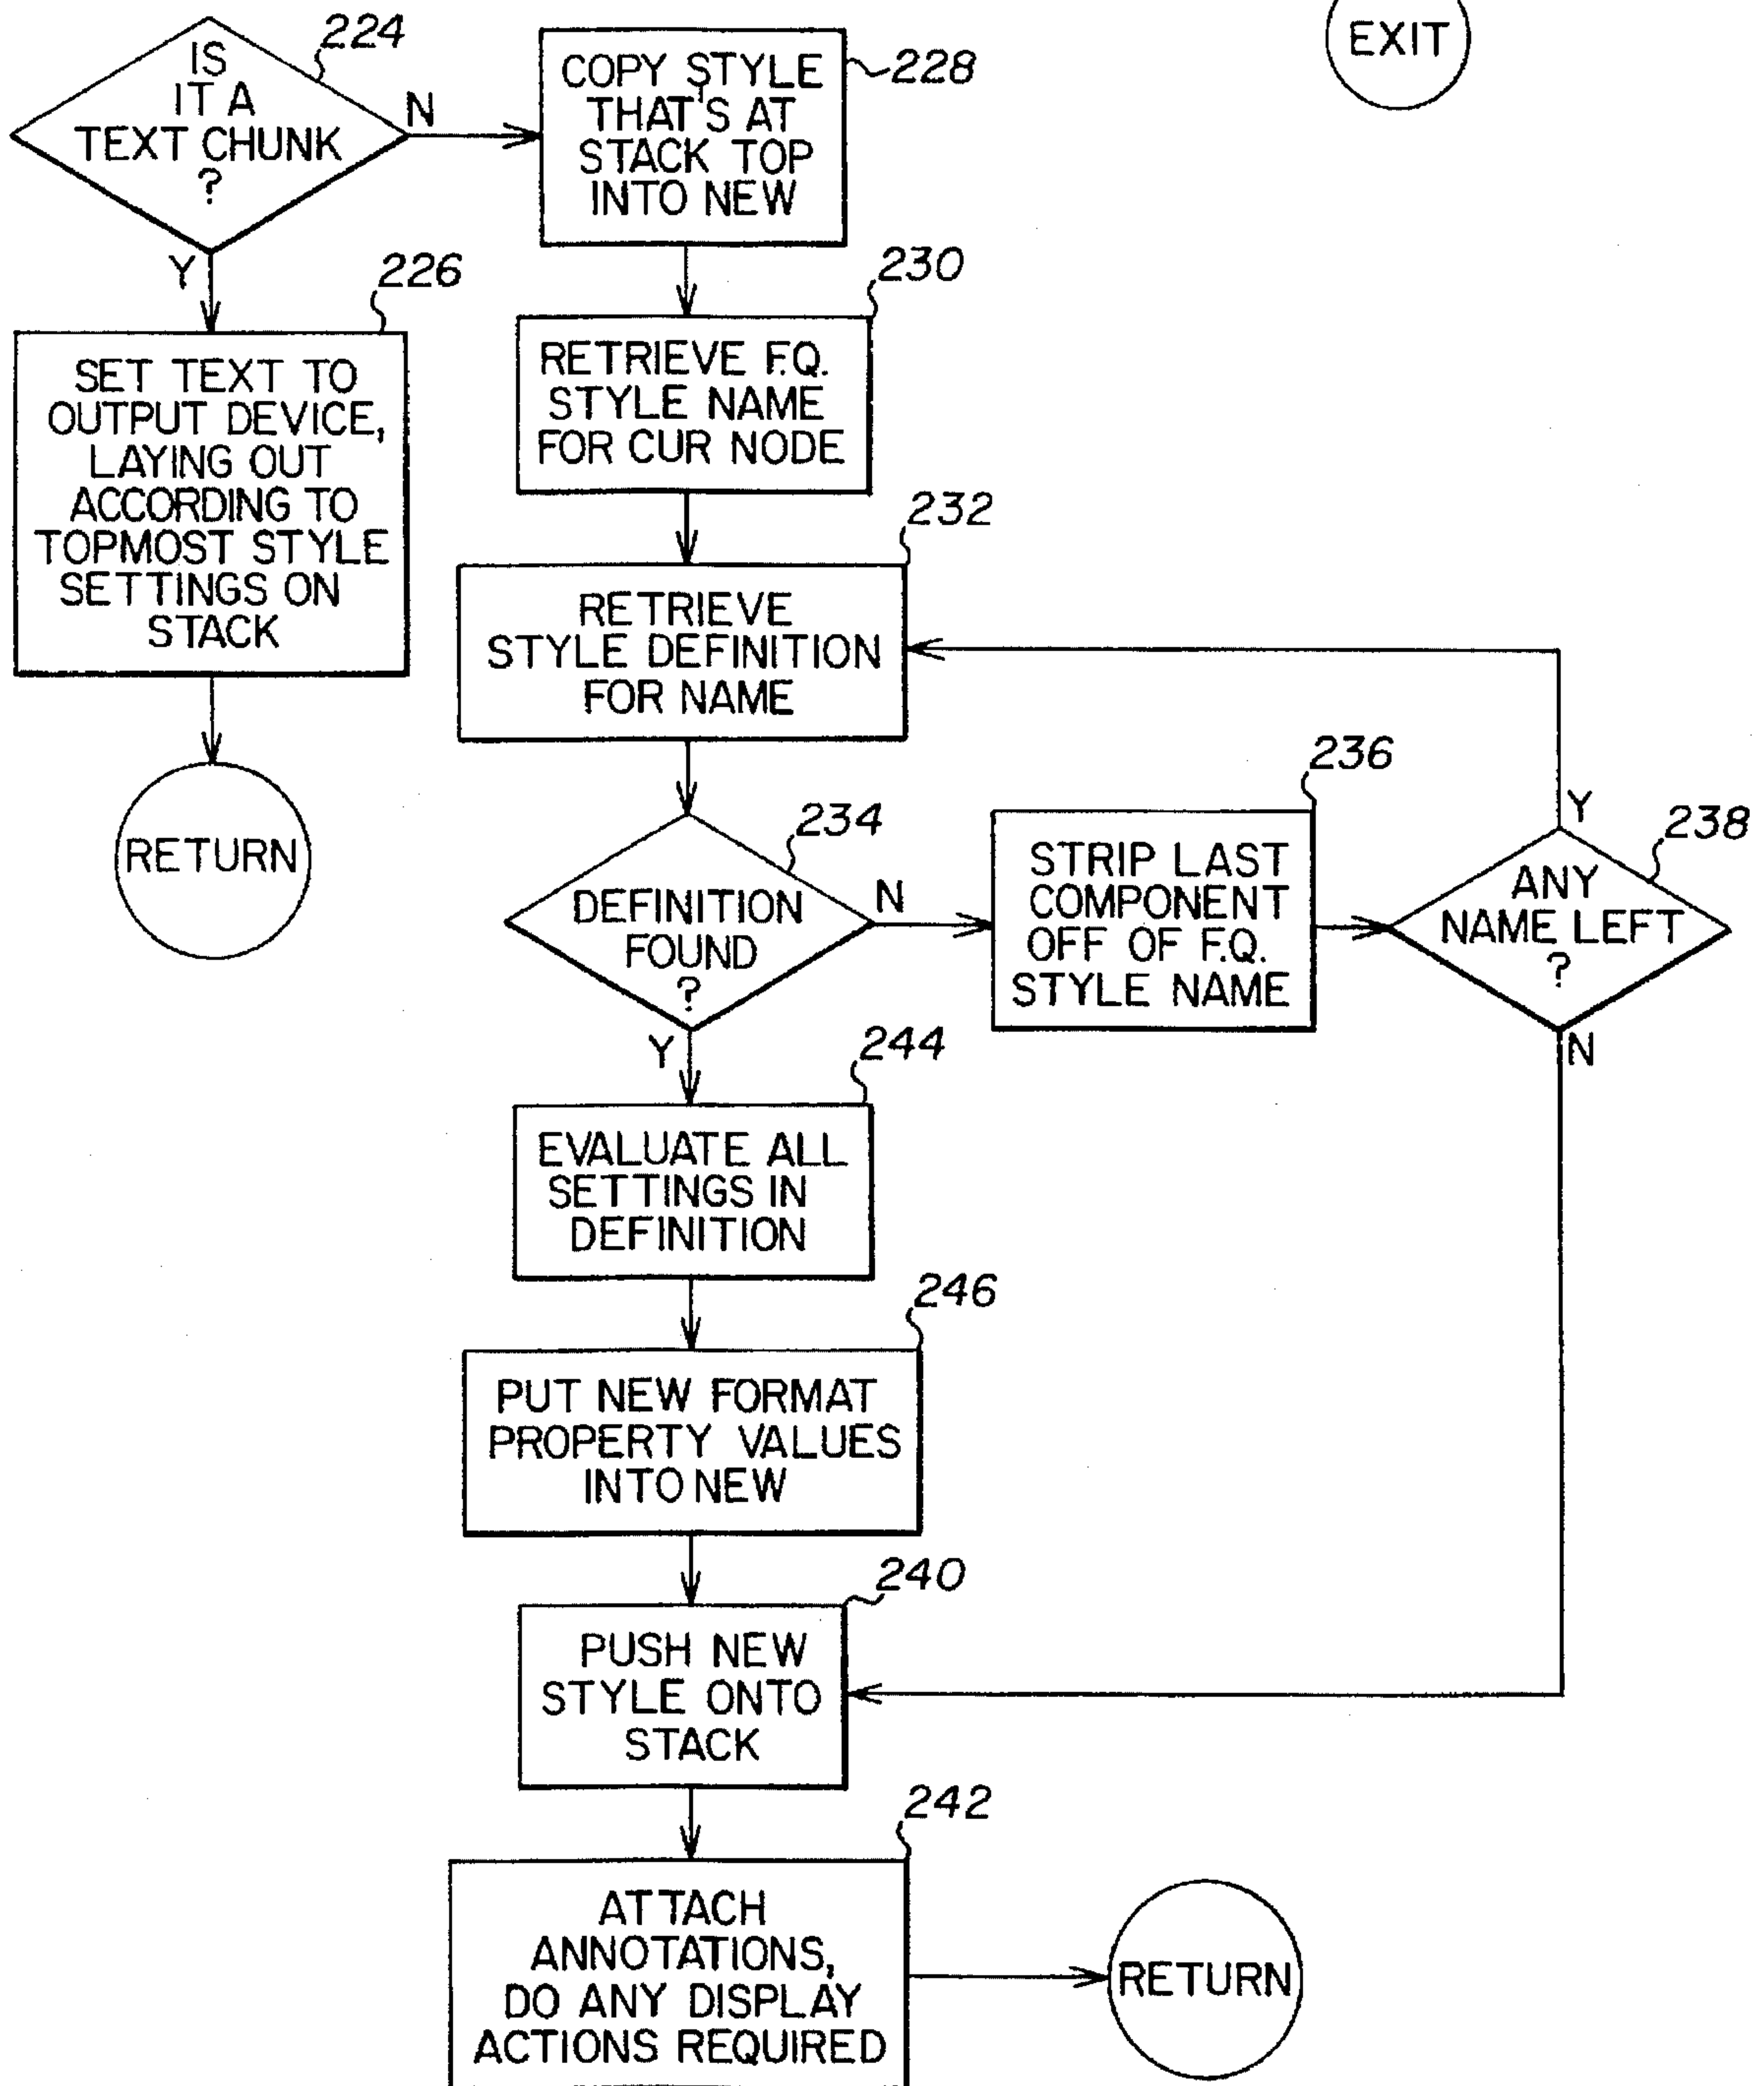 EXIT
224
IS
IT A
TEXT CHUNK
?
N
Y
228
COPY STYLE
THAT'S AT
STACK TOP
INTO NEW
226
SET TEXT TO
OUTPUT DEVICE,
LAYING OUT
ACCORDING TO
TOPMOST STYLE
SETTINGS ON
STACK
RETURN
230
RETRIEVE F.Q.
STYLE NAME
FOR CUR NODE
232
RETRIEVE
STYLE DEFINITION
FOR NAME
234
DEFINITION
FOUND
?
N
Y
236
STRIP LAST
COMPONENT
OFF OF F.Q.
STYLE NAME
238
Y
ANY
NAME LEFT
?
N
244
EVALUATE ALL
SETTINGS IN
DEFINITION
246
PUT NEW FORMAT
PROPERTY VALUES
INTO NEW
240
PUSH NEW
STYLE ONTO
STACK
242
ATTACH
ANNOTATIONS,
DO ANY DISPLAY
ACTIONS REQUIRED
RETURN